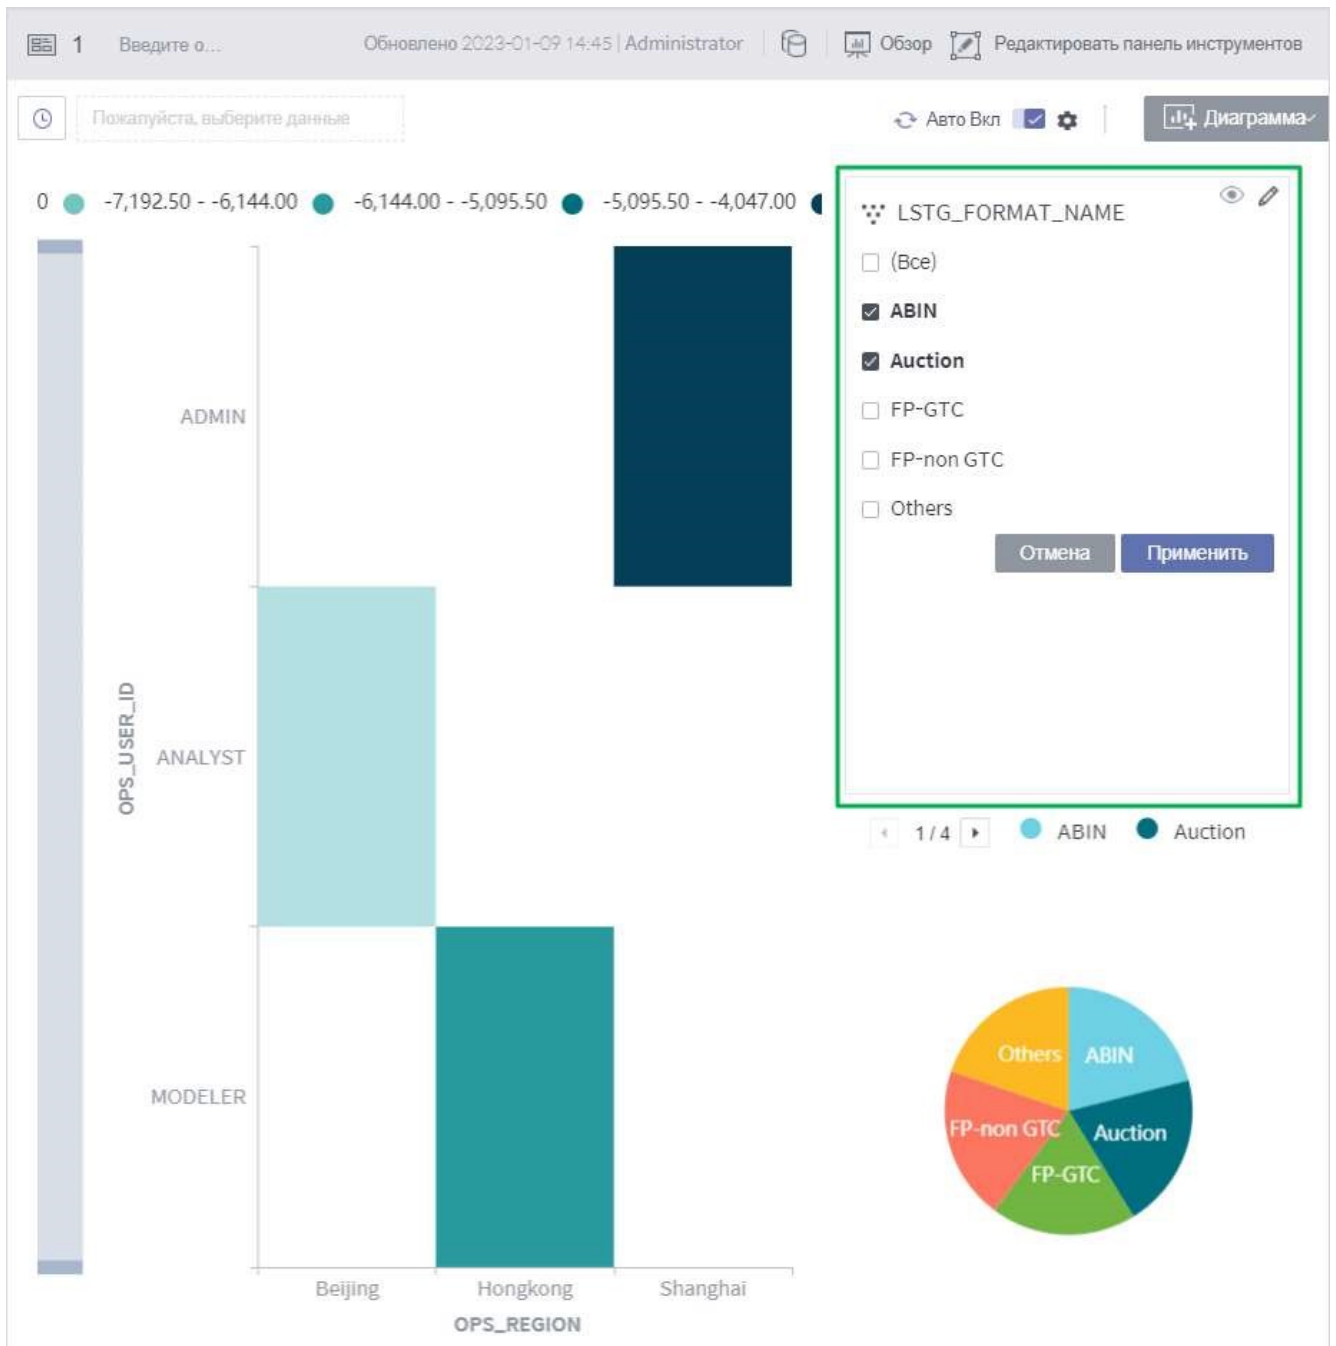 1 Введите о... Обновлено 2023-01-09 14:45 | Administrator Обзор Редактировать панель инструментов
Пожалуйста, выберите данные Авто Вкл Диаграмма
0 -7,192.50 - -6,144.00 -6,144.00 - -5,095.50 -5,095.50 - -4,047.00
LSTG_FORMAT_NAME
(Все)
ABIN
Auction
FP-GTC
FP-non GTC
Others
Отмена Применить
ADMIN
ANALYST
MODELER
OPS_USER_ID
Beijing Hongkong Shanghai
OPS_REGION
1 / 4 ABIN Auction
Others ABIN
FP-non GTC Auction
FP-GTC